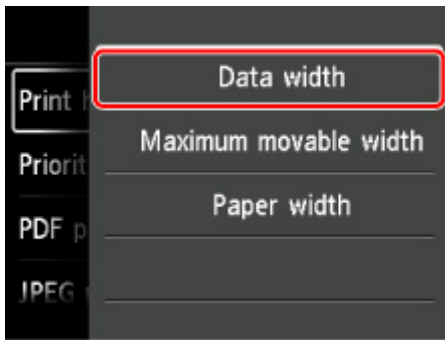 Data width
Print
Maximum movable width
Priorit
Paper width
PDF p
JPEG